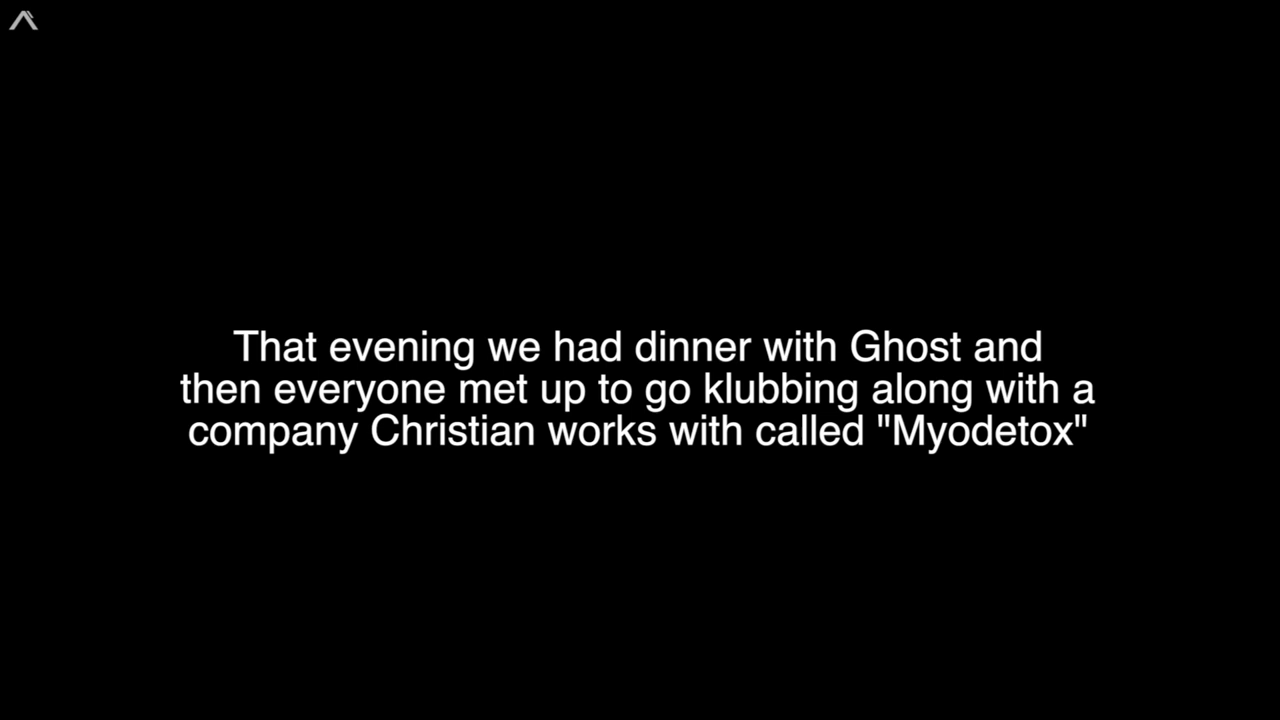 That evening we had dinner with Ghost and
then everyone met up to go klubbing along with a
company Christian works with called "Myodetox"